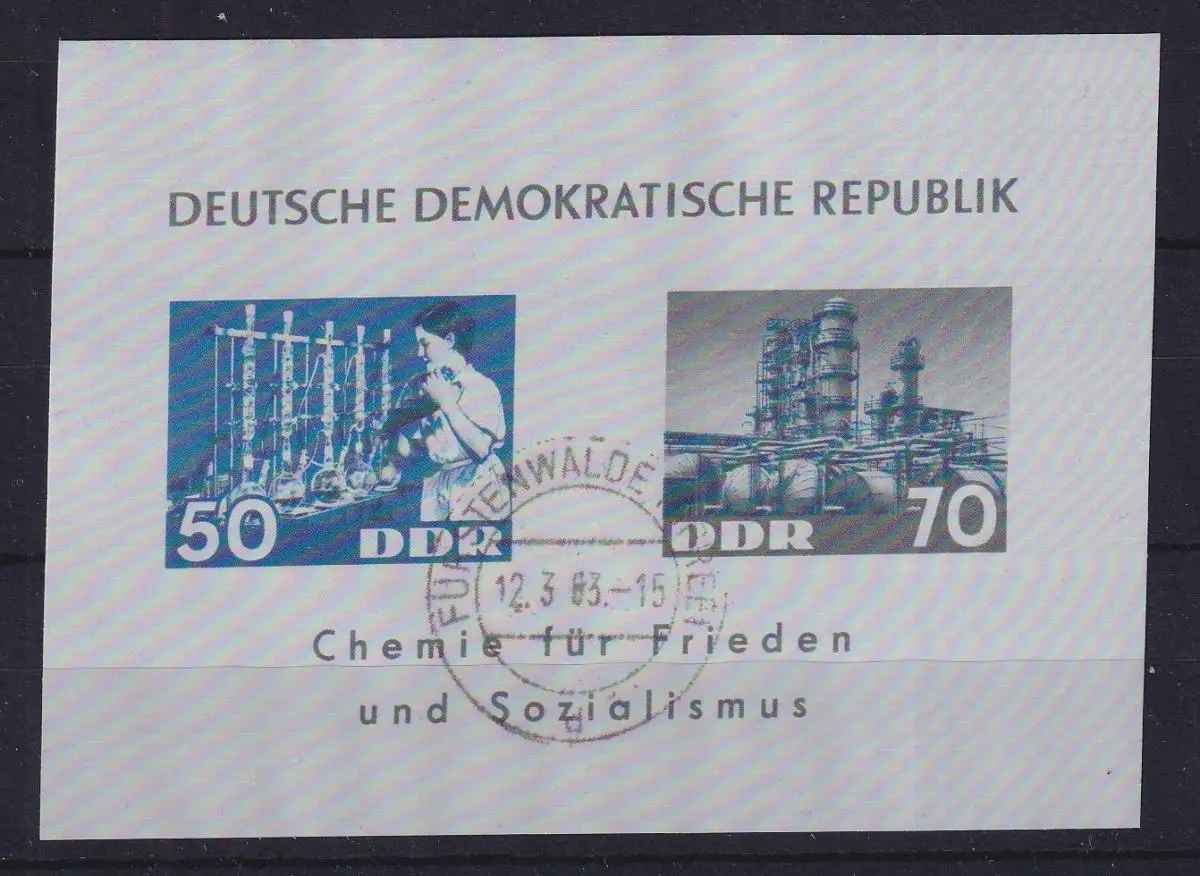 DEUTSCHE DEMOKRATISCHE REPUBLIK
50 DDR
DDR 70
12.3 63.-15
Chemie für Frieden
und Sozialismus
d